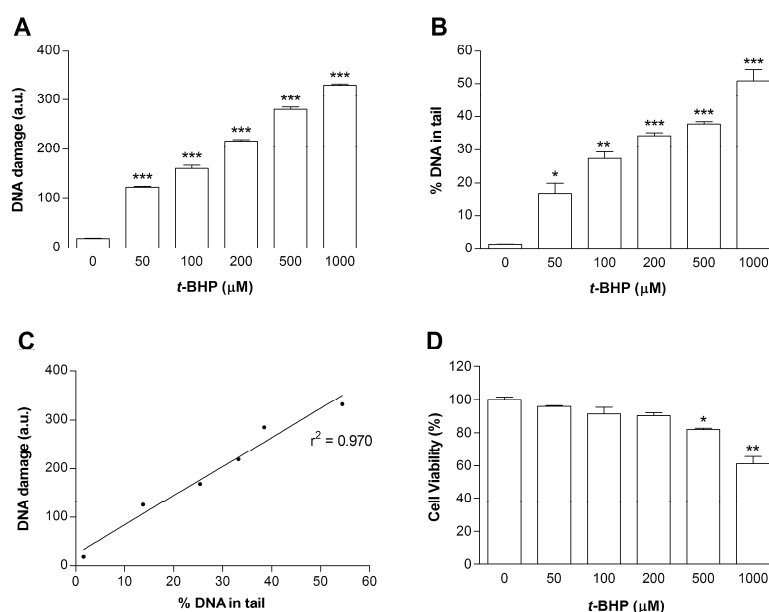 A
DNA damage (a.u.)
400
300
200
100
0
***
***
***
***
***
0 50 100 200 500 1000
t-BHP (µM)
B
% DNA in tail
60
50
40
30
20
10
0
*
**
***
***
***
0 50 100 200 500 1000
t-BHP (µM)
C
DNA damage (a.u.)
400
300
200
100
0
r² = 0.970
0 10 20 30 40 50 60
% DNA in tail
D
Cell Viability (%)
120
100
80
60
40
20
0
*
**
0 50 100 200 500 1000
t-BHP (µM)